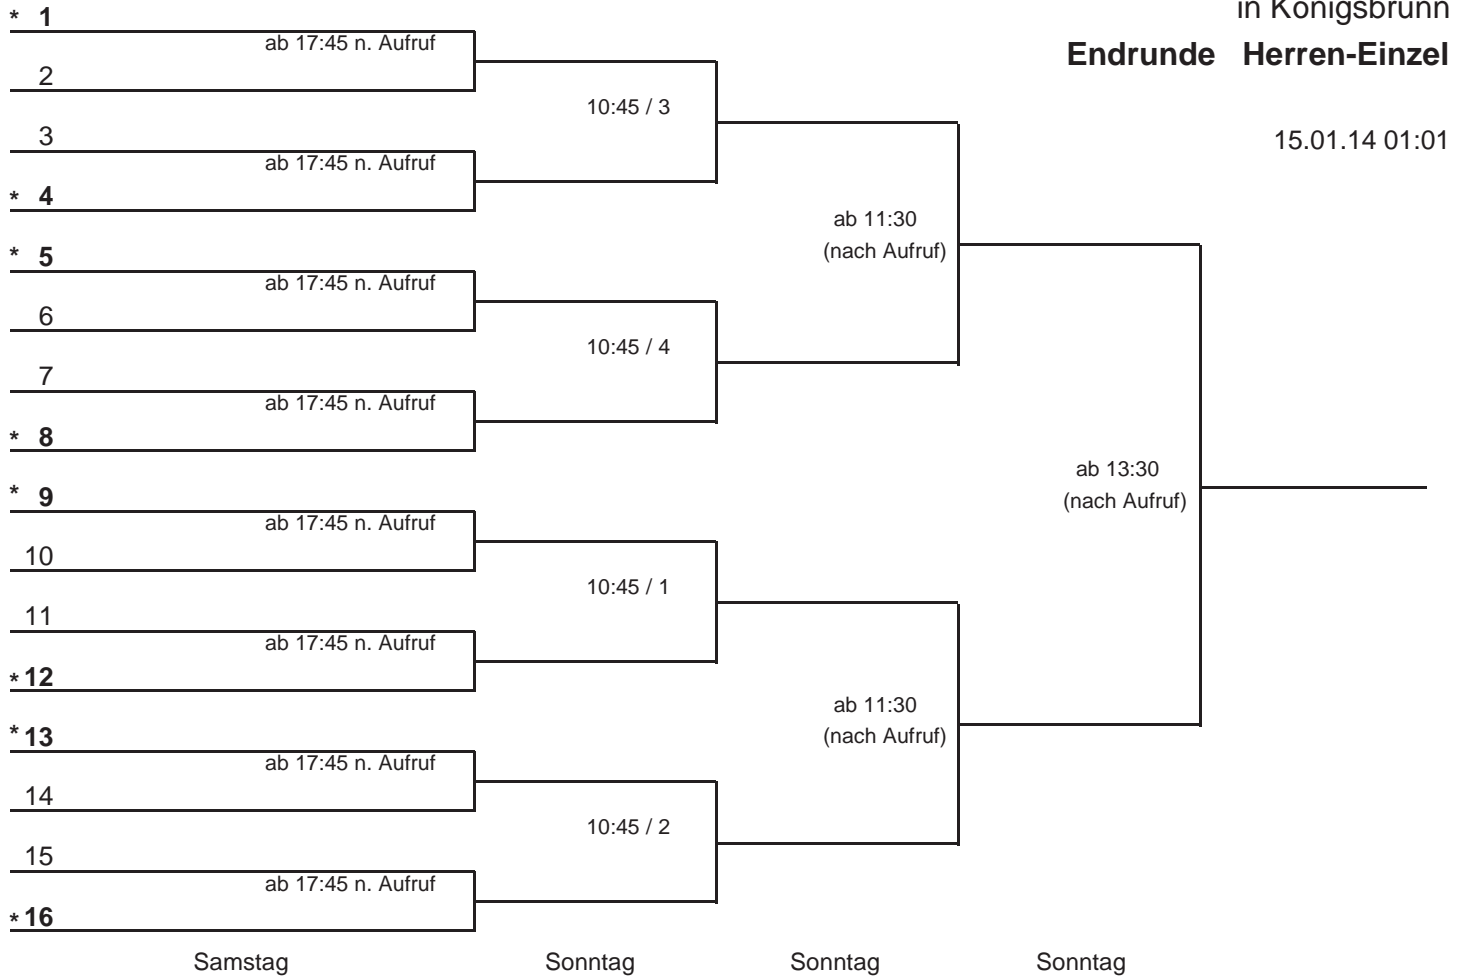 in Königsbrunn
Endrunde Herren-Einzel
15.01.14 01:01
* 1
ab 17:45 n. Aufruf
2
10:45 / 3
3
ab 17:45 n. Aufruf
* 4
ab 11:30
(nach Aufruf)
* 5
ab 17:45 n. Aufruf
6
10:45 / 4
7
ab 17:45 n. Aufruf
* 8
ab 13:30
(nach Aufruf)
* 9
ab 17:45 n. Aufruf
10
10:45 / 1
11
ab 17:45 n. Aufruf
* 12
ab 11:30
(nach Aufruf)
* 13
ab 17:45 n. Aufruf
14
10:45 / 2
15
ab 17:45 n. Aufruf
* 16
Samstag Sonntag Sonntag Sonntag